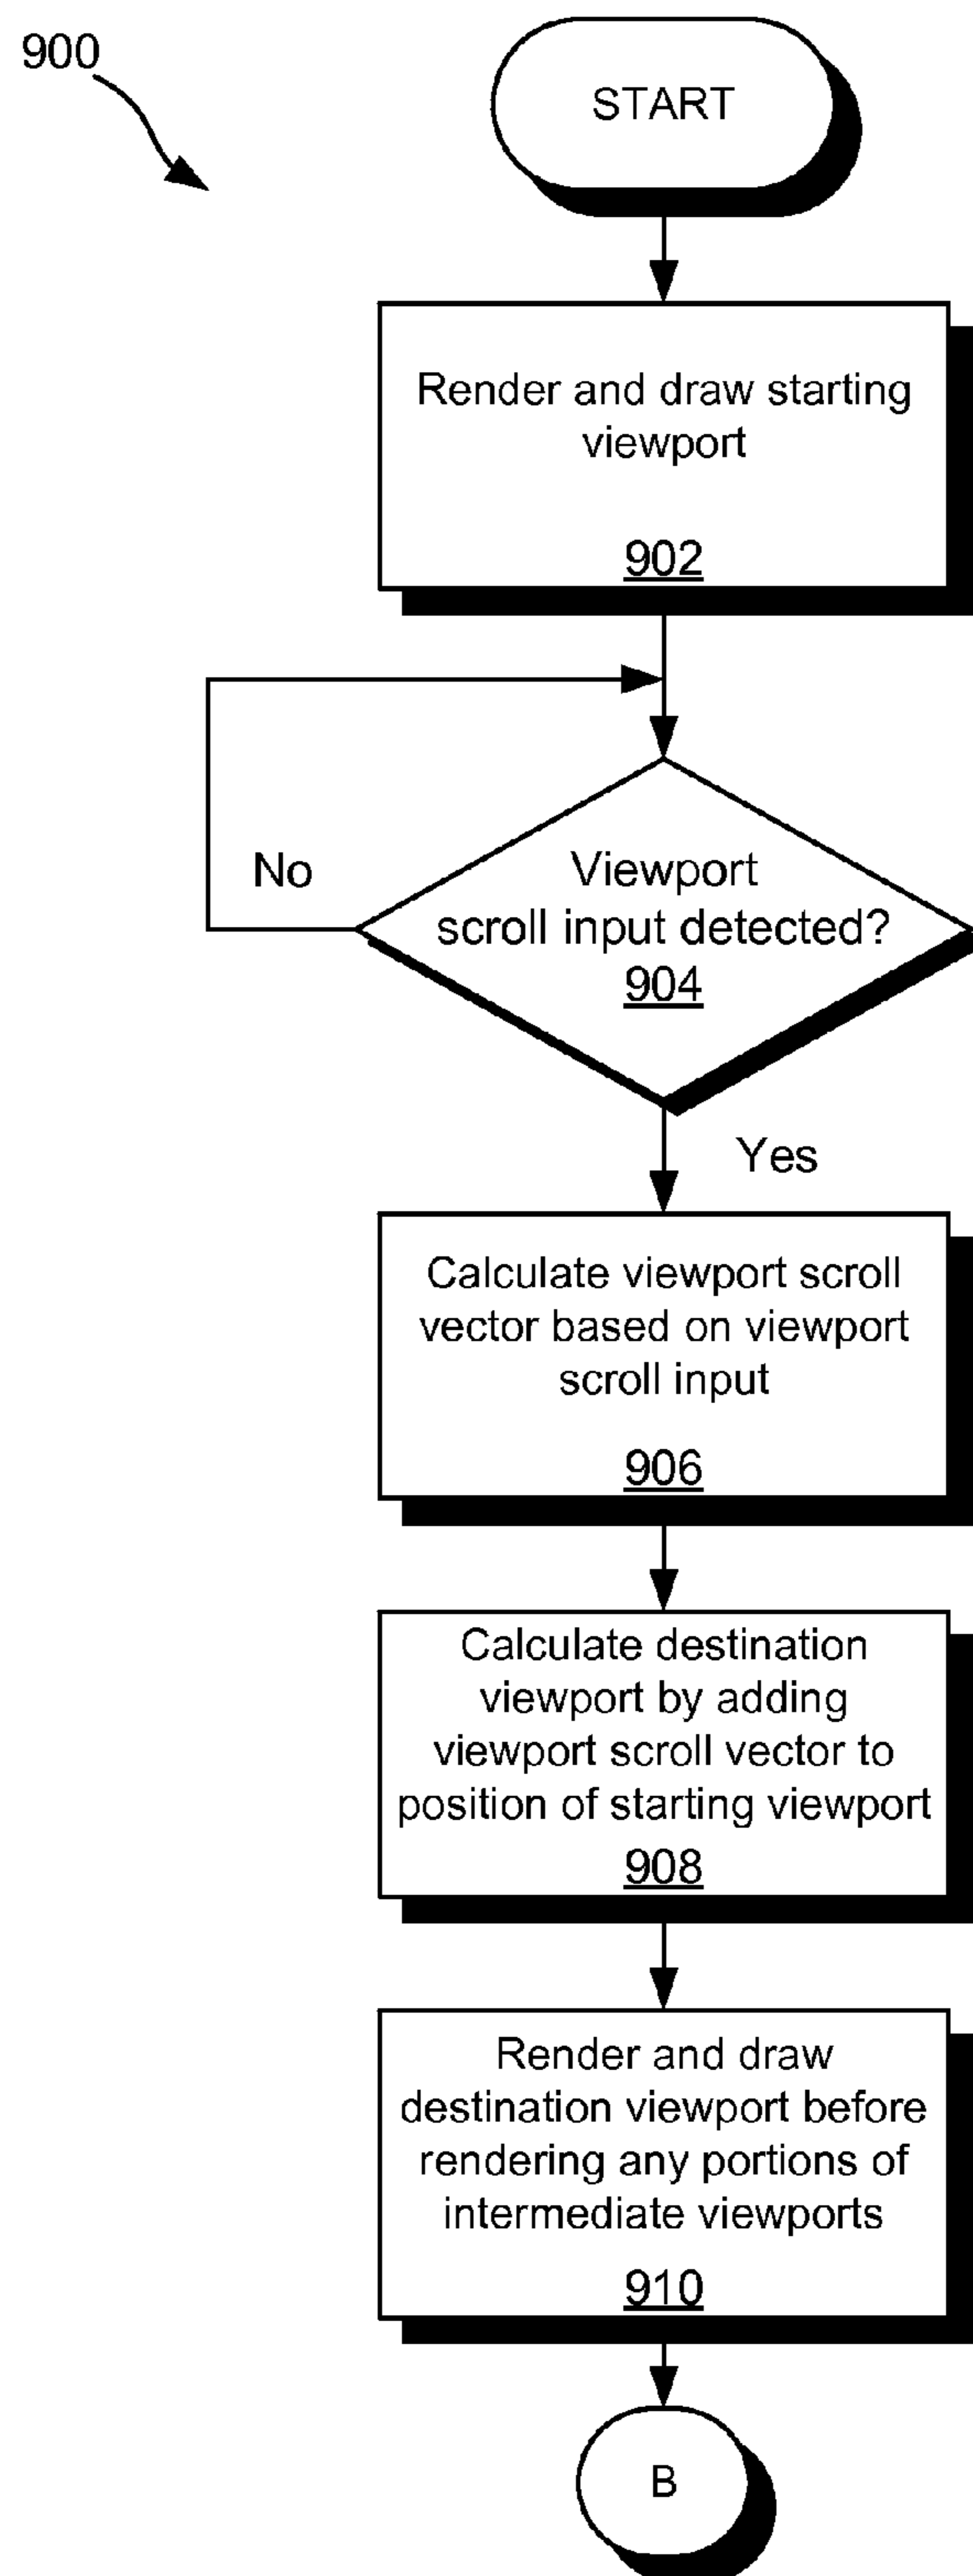 900
START
Render and draw starting
viewport
902
No
Viewport
scroll input detected?
904
Yes
Calculate viewport scroll
vector based on viewport
scroll input
906
Calculate destination
viewport by adding
viewport scroll vector to
position of starting viewport
908
Render and draw
destination viewport before
rendering any portions of
intermediate viewports
910
B